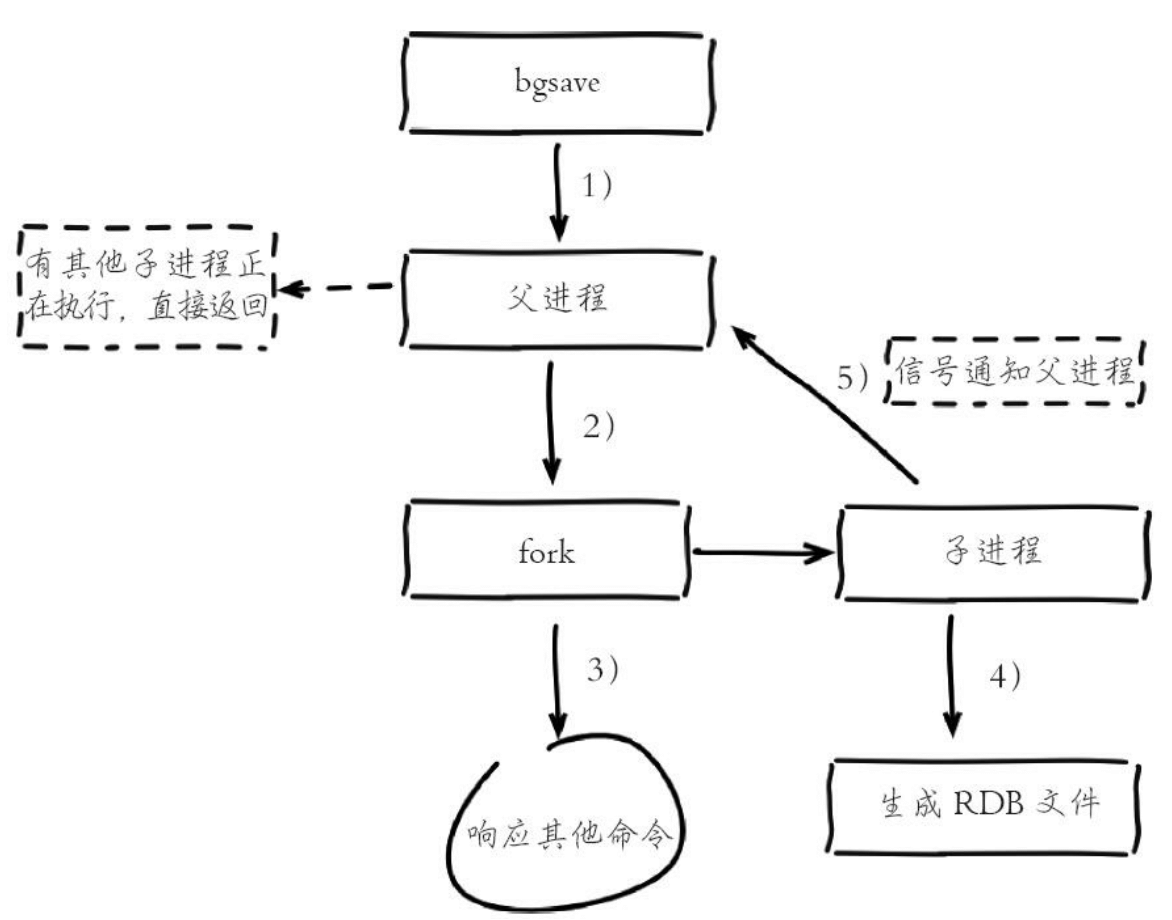 bgsave
1)
有其他子进程正
在执行，直接返回
父进程
5)
信号通知父进程
2)
fork
子进程
3)
4)
生成 RDB 文件
响应其他命令